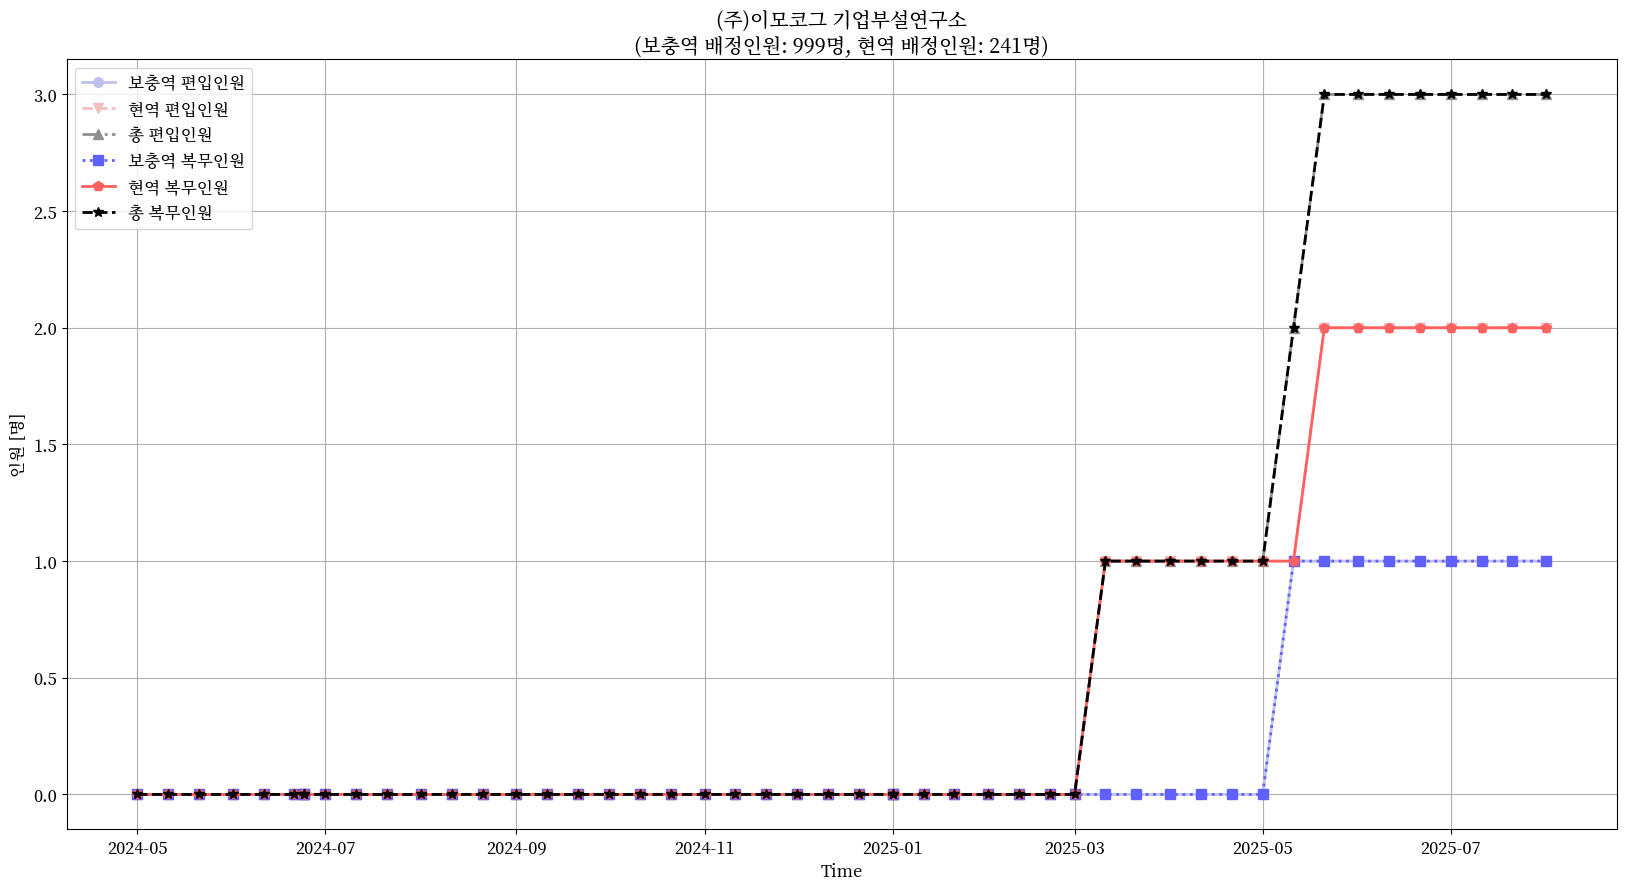 (주)이모코그 기업부설연구소
(보충역 배정인원: 999명, 현역 배정인원: 241명)
보충역 편입인원
현역 편입인원
총 편입인원
보충역 복무인원
현역 복무인원
총 복무인원
인원 [명]
3.0
2.5
2.0
1.5
1.0
0.5
0.0
2024-05
2024-07
2024-09
2024-11
2025-01
2025-03
2025-05
2025-07
Time